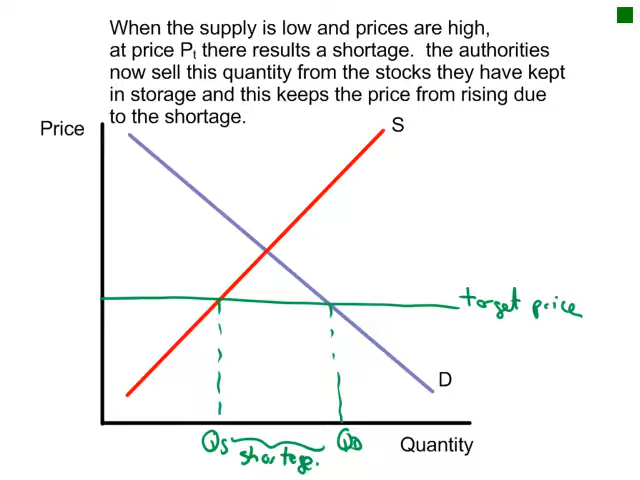 When the supply is low and prices are high,
at price Pt there results a shortage.  the authorities
now sell this quantity from the stocks they have kept
in storage and this keeps the price from rising due
to the shortage.
Price
S
target price
D
Qs
QD
Quantity
shortage.